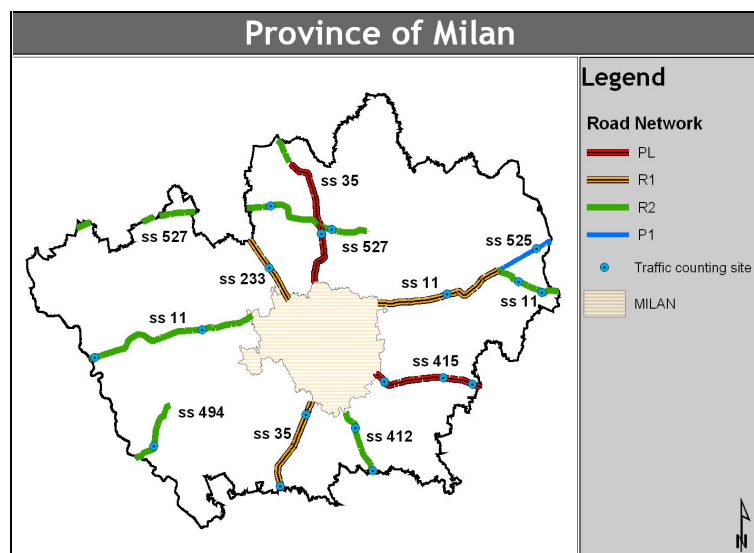 Province of Milan
Legend
Road Network
PL
R1
R2
P1
Traffic counting site
MILAN
ss 35
ss 527
ss 527
ss 525
ss 233
ss 11
ss 11
ss 11
ss 415
ss 494
ss 35
ss 412
N